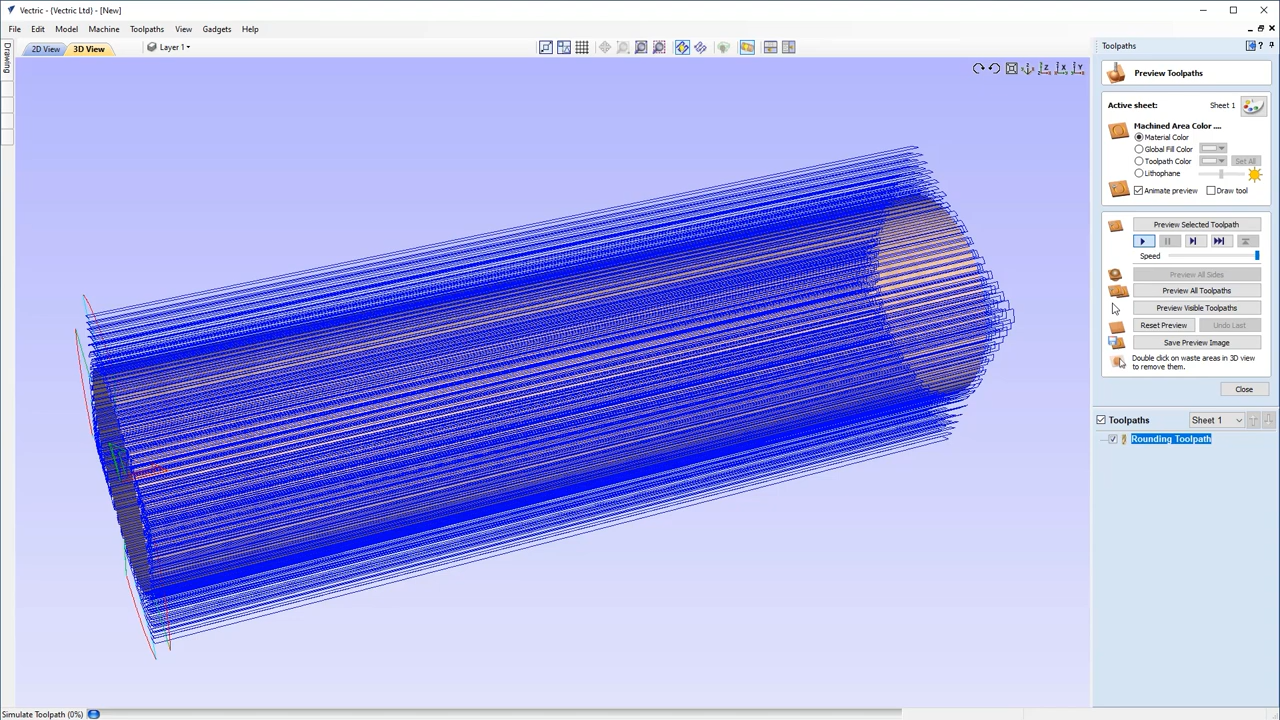 Vectric - {Vectric Ltd} - [New]
File Edit Model Machine Toolpaths View Gadgets Help
2D View 3D View Layer 1
Drawing
Toolpaths
Preview Toolpaths
Active sheet: Sheet 1
Machined Area Color ....
Material Color
Global Fill Color
Toolpath Color Set All
Lithophane
Animate preview Draw tool
Preview Selected Toolpath
Speed
Preview All Sides
Preview All Toolpaths
Preview Visible Toolpaths
Reset Preview Undo Last
Save Preview Image
Double click on waste areas in 3D view
to remove them.
Close
Toolpaths Sheet 1
Rounding Toolpath
Simulate Toolpath (0%)